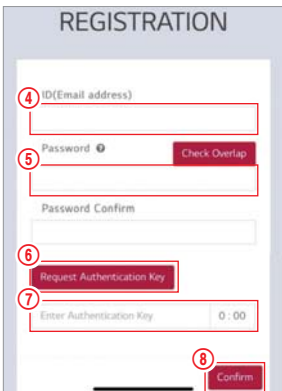 REGISTRATION
④ ID(Email address)
Password ?
Check Overlap
⑤
Password Confirm
⑥
Request Authentication Key
⑦
Enter Authentication Key 0 : 00
⑧
Confirm